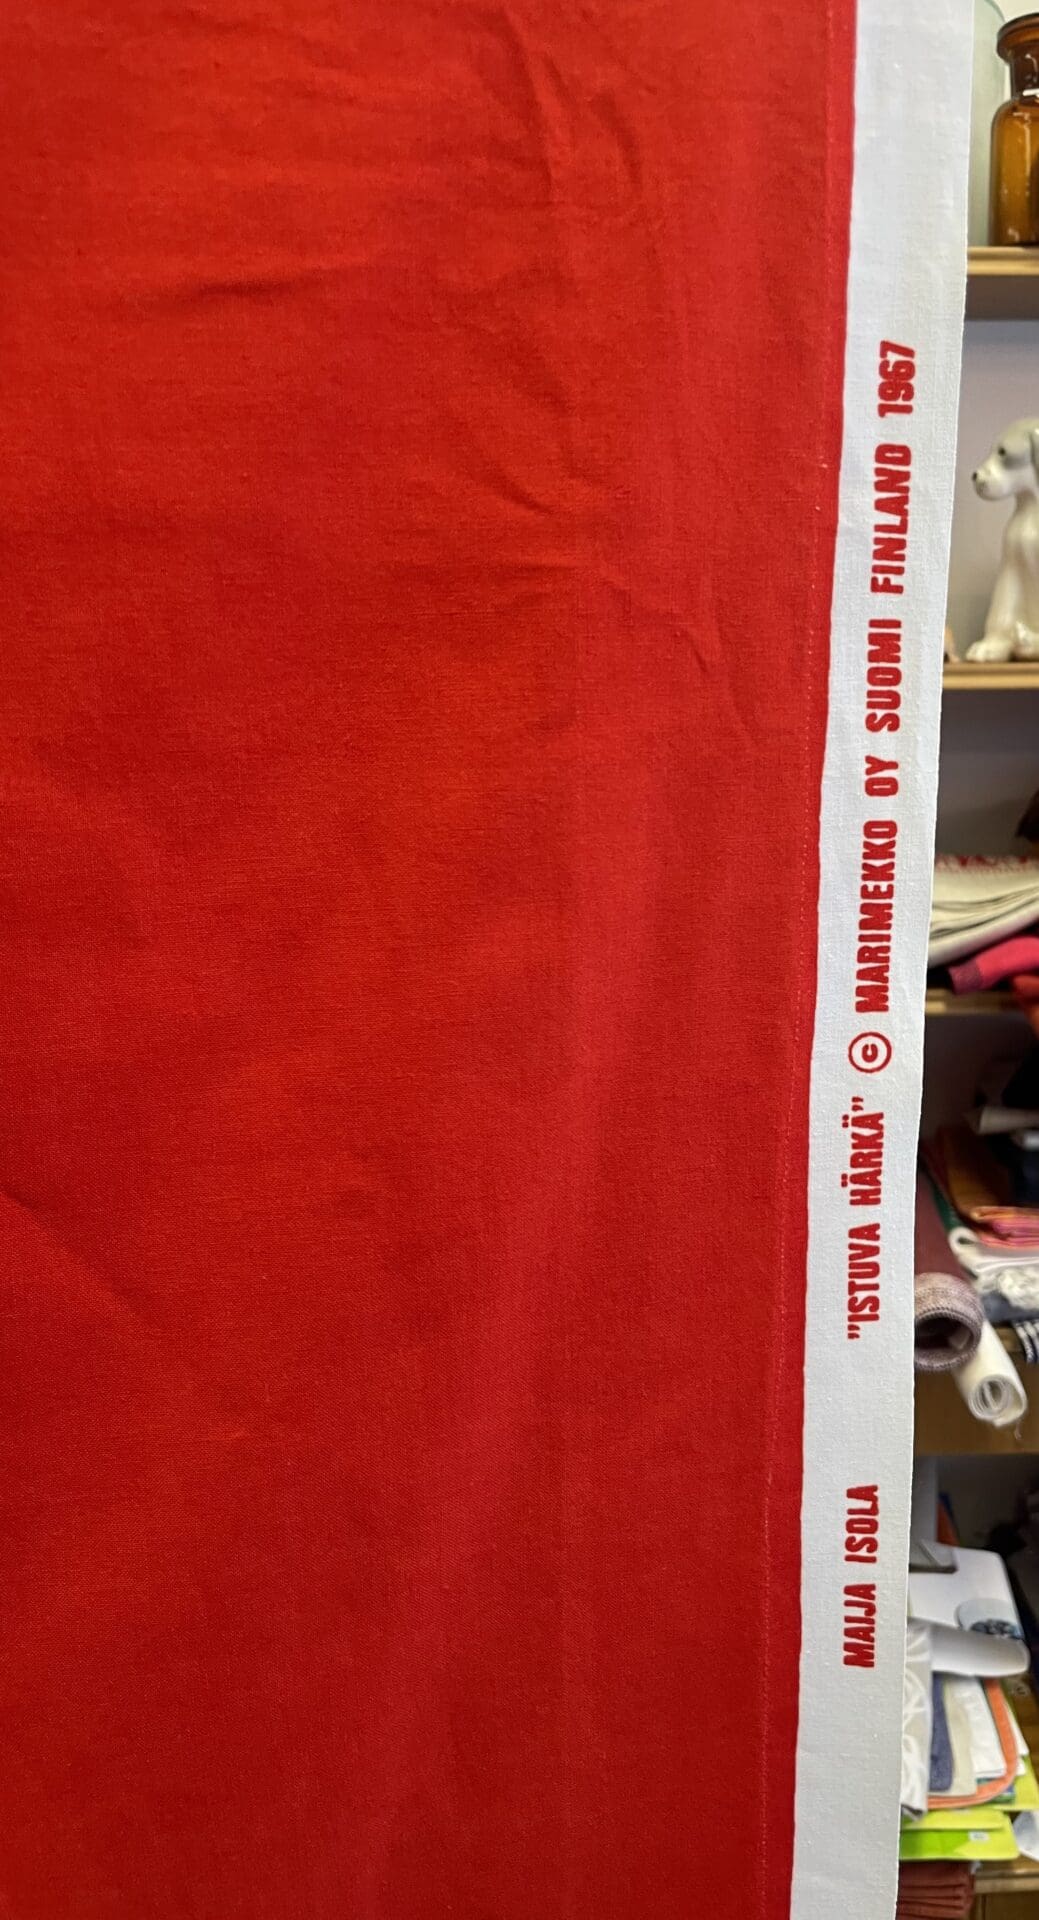 MAIJA ISOLA ”ISTUVA HÄRKÄ” © MARIMEKKO OY SUOMI FINLAND 1967